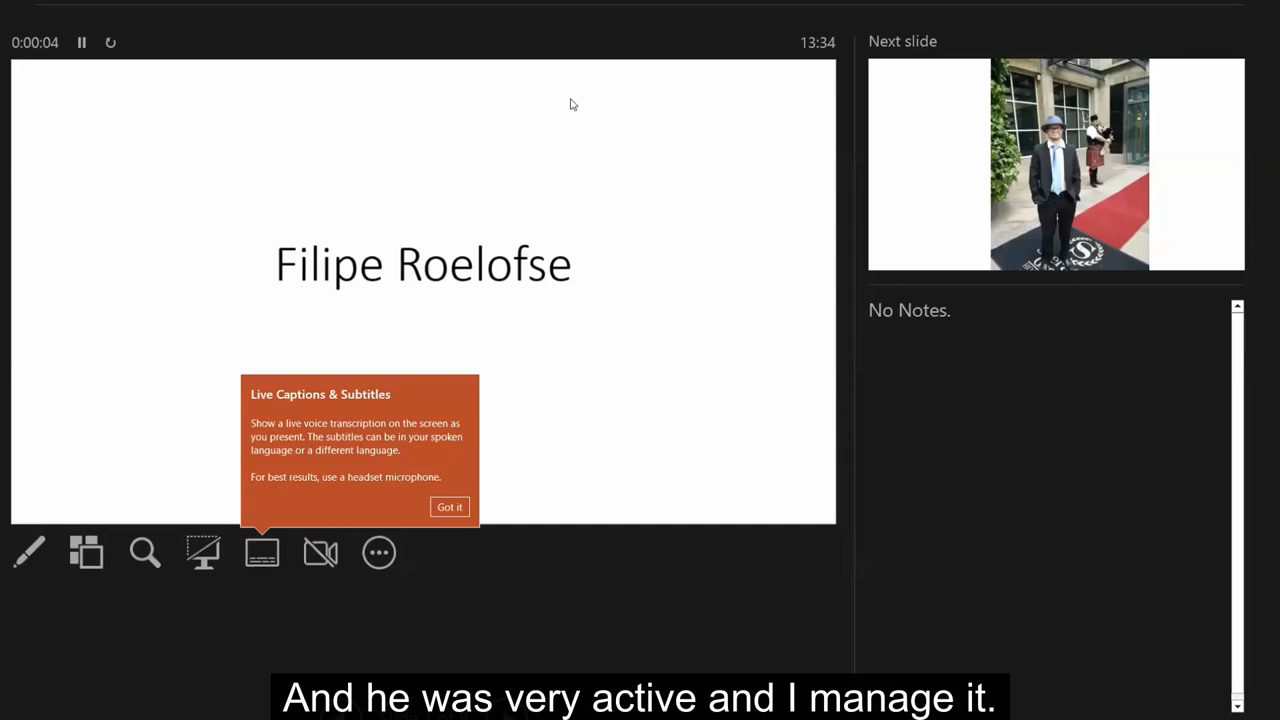 0:00:04
13:34
Next slide
Filipe Roelofse
No Notes.
Live Captions & Subtitles
Show a live voice transcription on the screen as
you present. The subtitles can be in your spoken
language or a different language.
For best results, use a headset microphone.
Got it
And he was very active and I manage it.